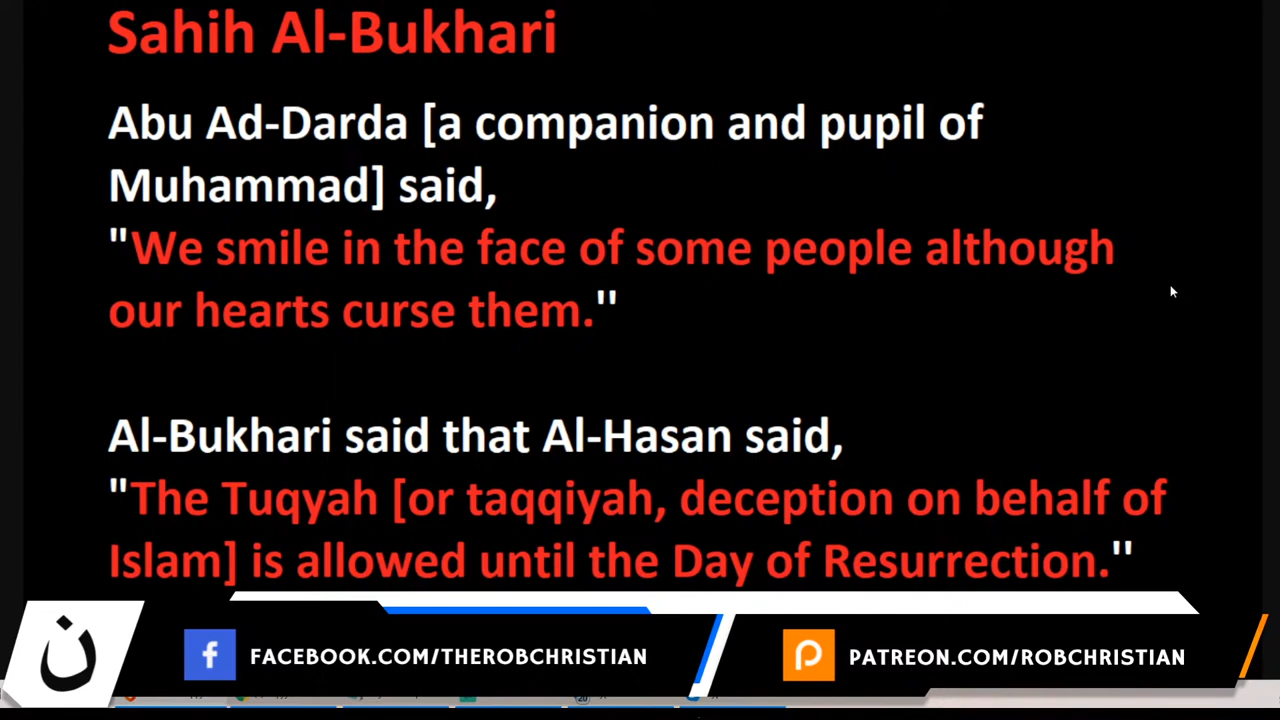 Sahih Al-Bukhari
Abu Ad-Darda [a companion and pupil of
Muhammad] said,
"We smile in the face of some people although
our hearts curse them.''
Al-Bukhari said that Al-Hasan said,
"The Tuqyah [or taqqiyah, deception on behalf of
Islam] is allowed until the Day of Resurrection.''
ن
f FACEBOOK.COM/THEROBCHRISTIAN
PATREON.COM/ROBCHRISTIAN